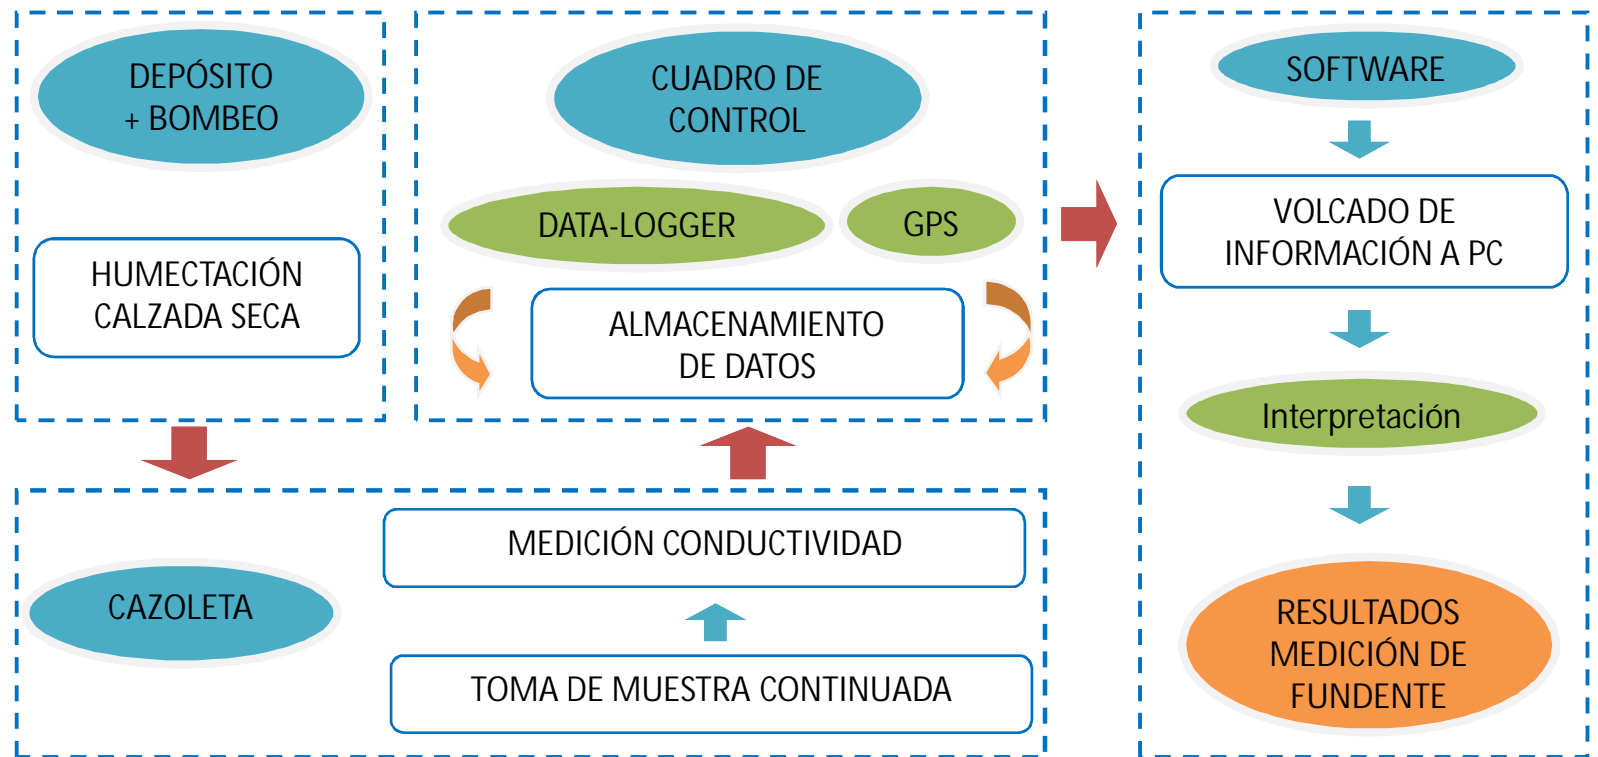 DEPÓSITO
+ BOMBEO
HUMECTACIÓN
CALZADA SECA
CUADRO DE
CONTROL
DATA-LOGGER
GPS
ALMACENAMIENTO
DE DATOS
MEDICIÓN CONDUCTIVIDAD
CAZOLETA
TOMA DE MUESTRA CONTINUADA
SOFTWARE
VOLCADO DE
INFORMACIÓN A PC
Interpretación
RESULTADOS
MEDICIÓN DE
FUNDENTE